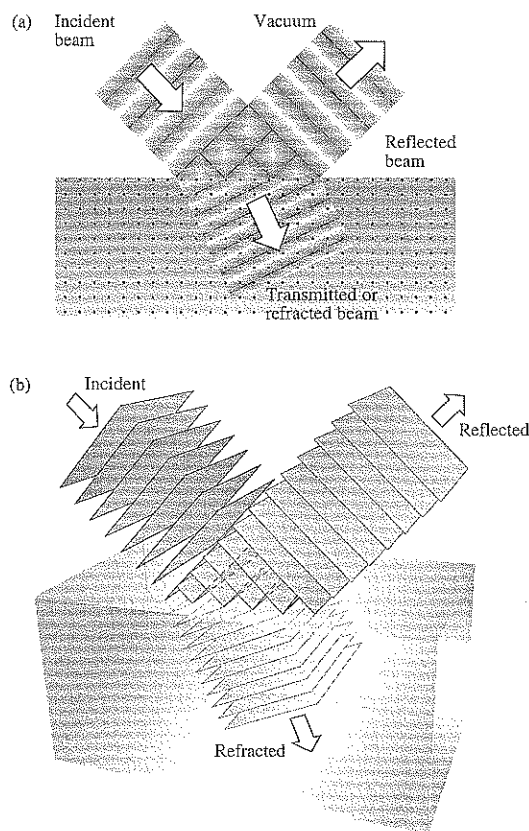 (a)
Incident
beam
Vacuum
Reflected
beam
Transmitted or
refracted beam
(b)
Incident
Reflected
Refracted